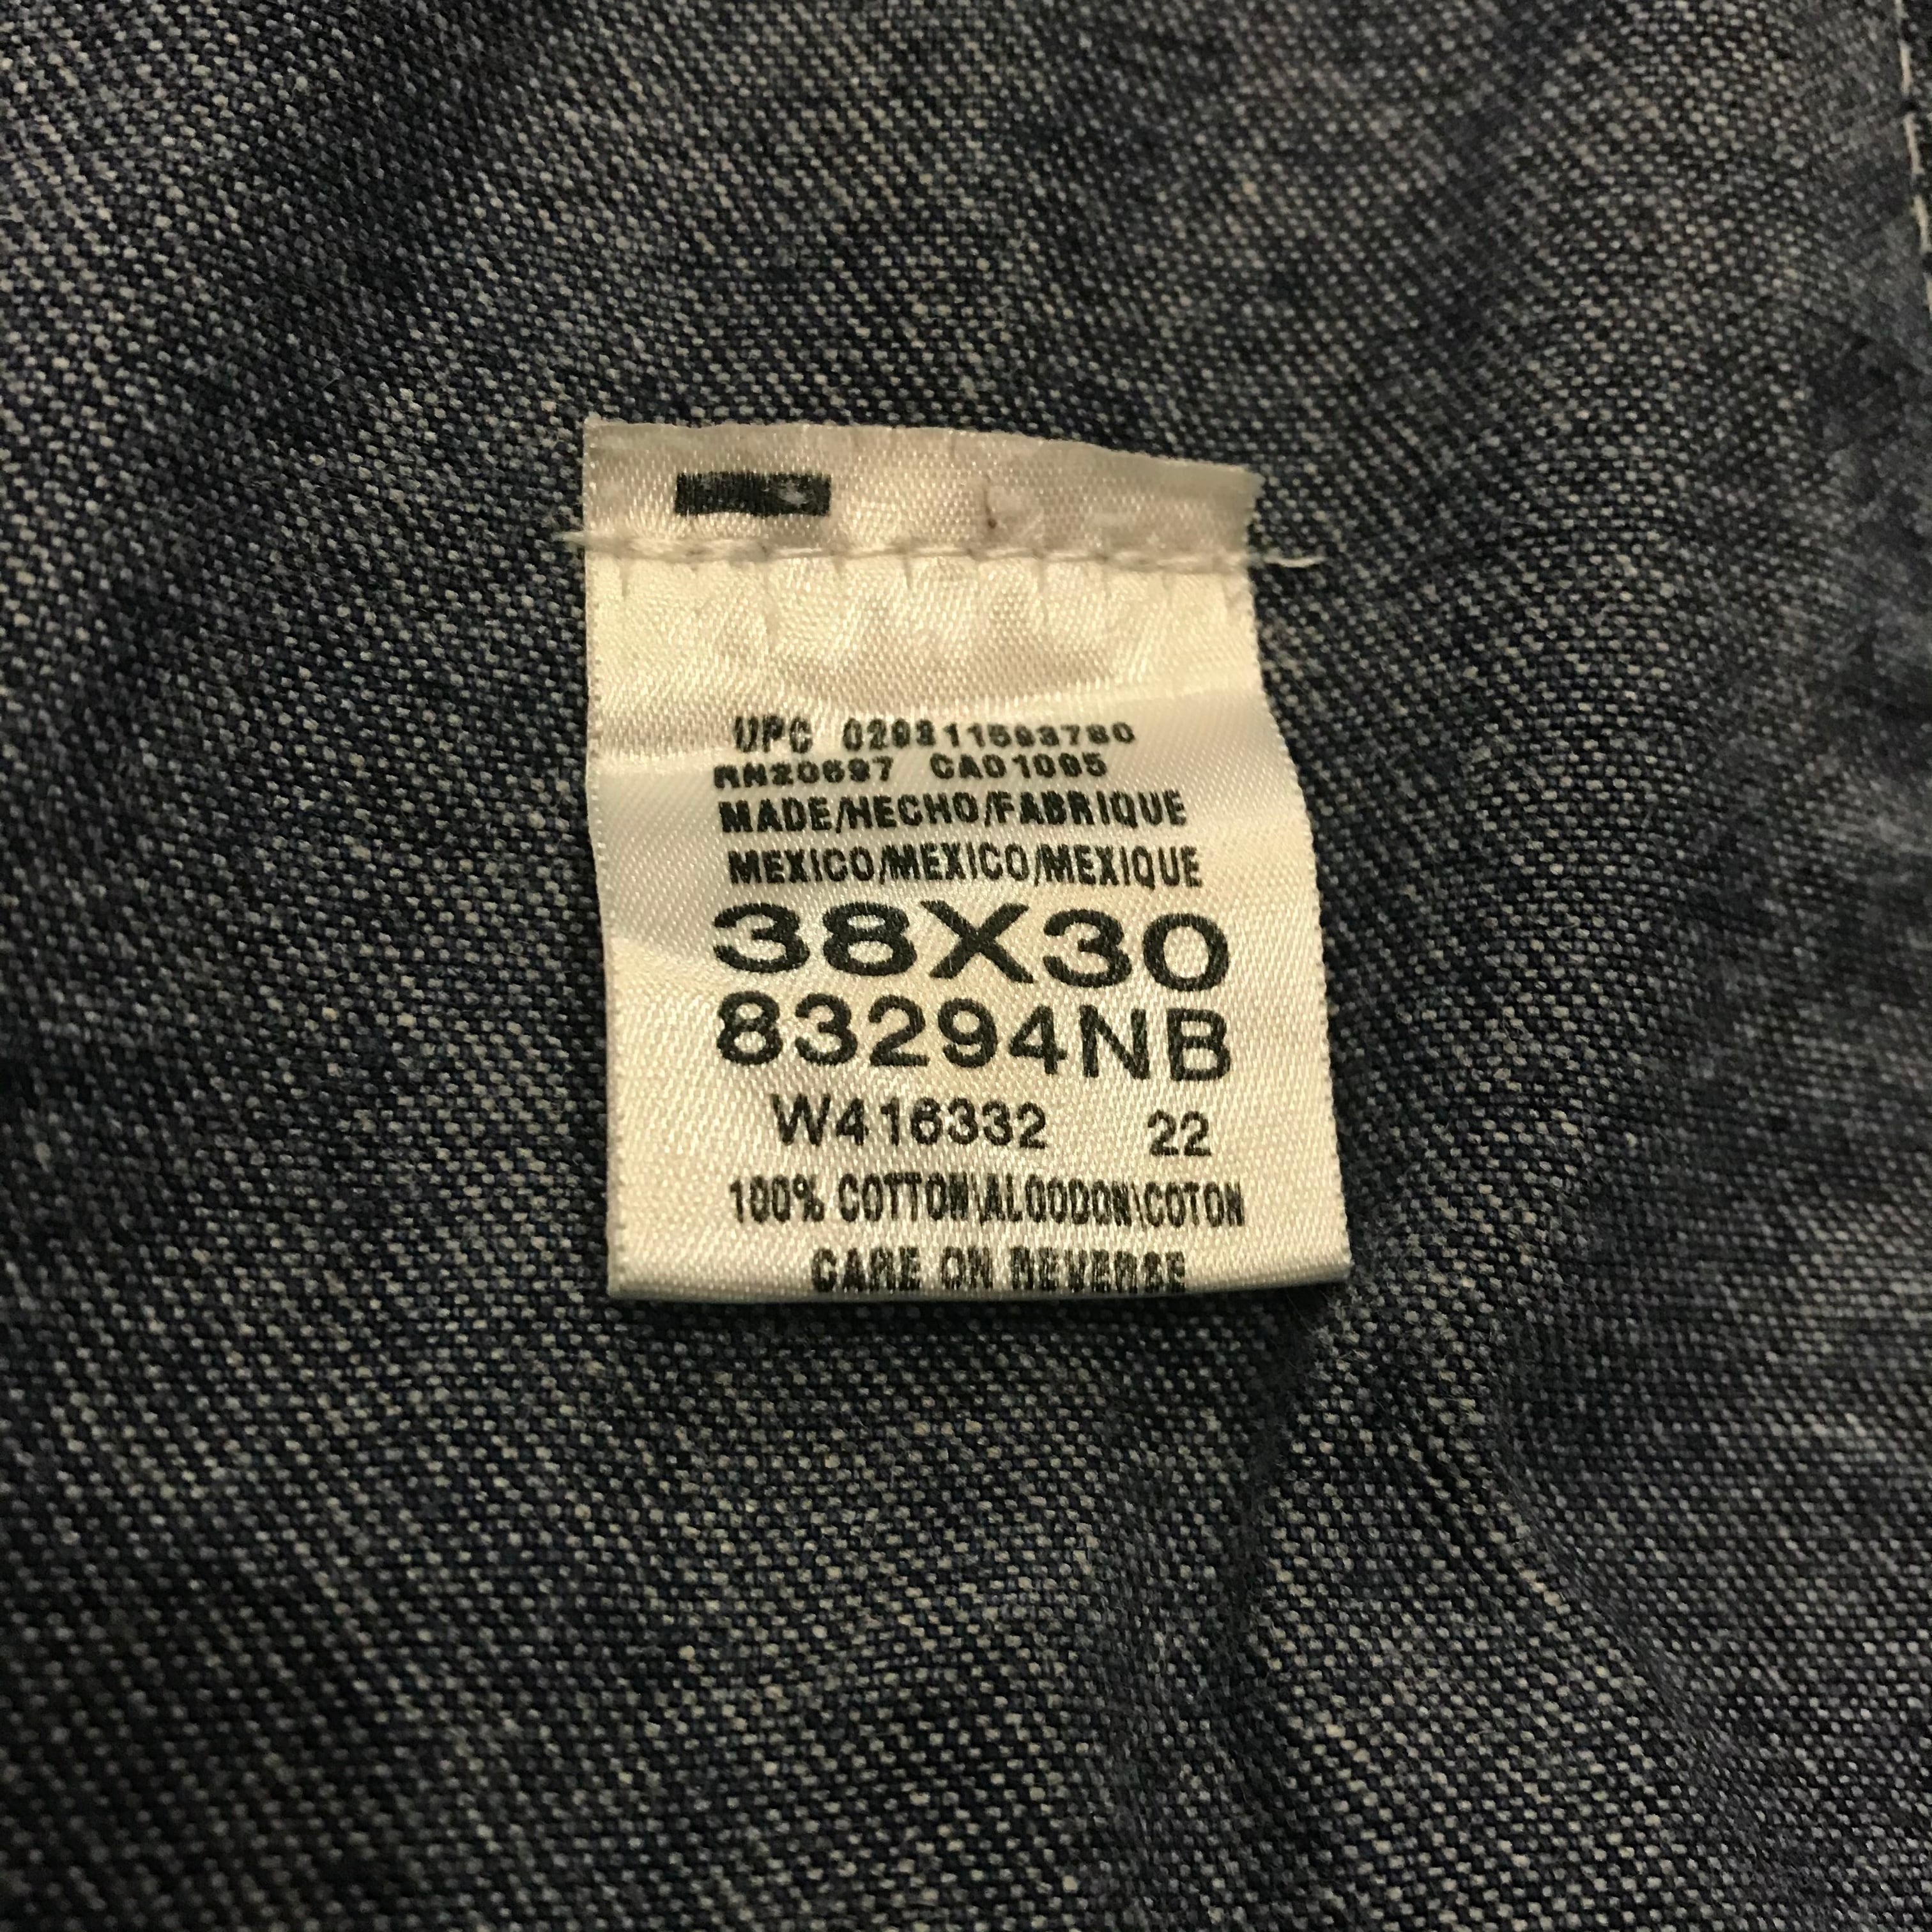 UPC 020311593780
RN20697 CA01095
MADE/HECHO/FABRIQUE
MEXICO/MEXICO/MEXIQUE
38X30
83294NB
W416332 22
100% COTTON\ALGODON\COTON
CARE ON REVERSE